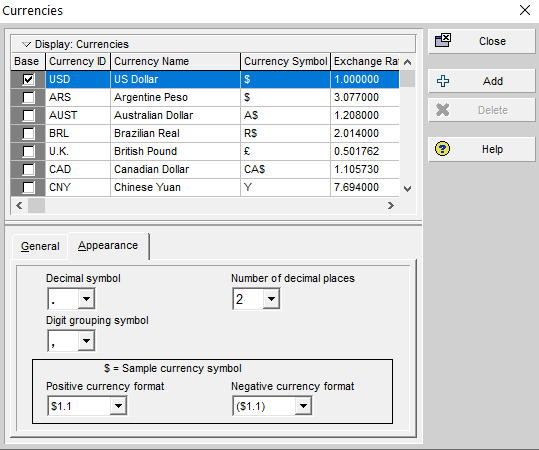 Currencies
Display: Currencies
Base Currency ID Currency Name Currency Symbol Exchange Ra
USD US Dollar $ 1.000000
ARS Argentine Peso $ 3.077000
AUST Australian Dollar A$ 1.208000
BRL Brazilian Real R$ 2.014000
U.K. British Pound £ 0.501762
CAD Canadian Dollar CA$ 1.105730
CNY Chinese Yuan Y 7.694000
Close
Add
Delete
Help
General Appearance
Decimal symbol Number of decimal places
. 2
Digit grouping symbol
,
$ = Sample currency symbol
Positive currency format Negative currency format
$1.1 ($1.1)